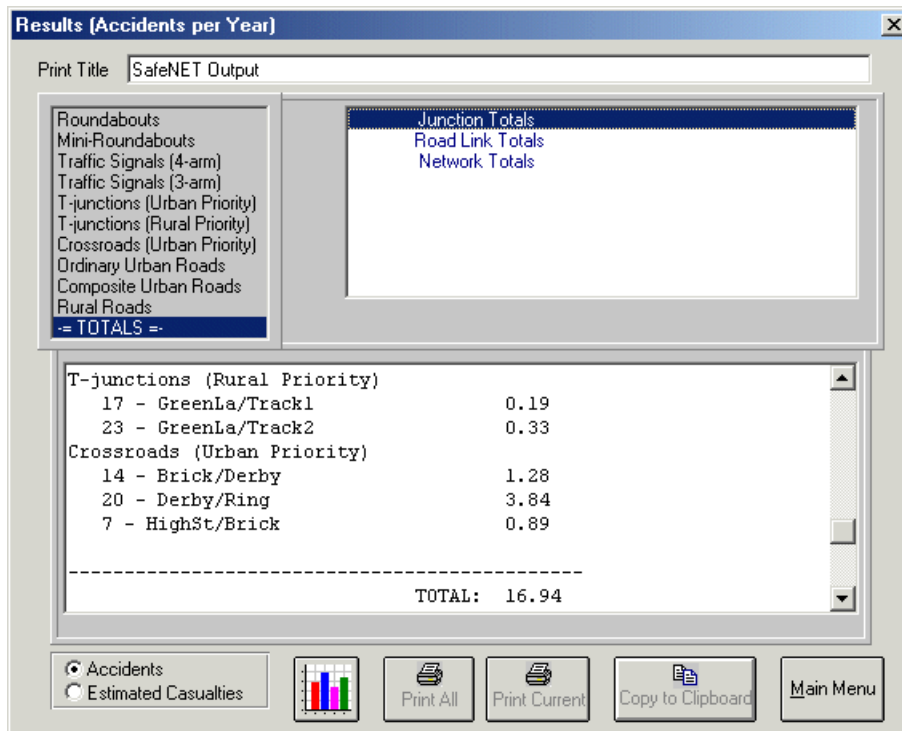 Results (Accidents per Year)
Print Title SafeNET Output
Roundabouts
Mini-Roundabouts
Traffic Signals (4-arm)
Traffic Signals (3-arm)
T-junctions (Urban Priority)
T-junctions (Rural Priority)
Crossroads (Urban Priority)
Ordinary Urban Roads
Composite Urban Roads
Rural Roads
-= TOTALS =-
Junction Totals
Road Link Totals
Network Totals
T-junctions (Rural Priority)
17 - GreenLa/Track1 0.19
23 - GreenLa/Track2 0.33
Crossroads (Urban Priority)
14 - Brick/Derby 1.28
20 - Derby/Ring 3.84
7 - HighSt/Brick 0.89
----------------------------------------------
TOTAL: 16.94
Accidents
Estimated Casualties
Print All
Print Current
Copy to Clipboard
Main Menu